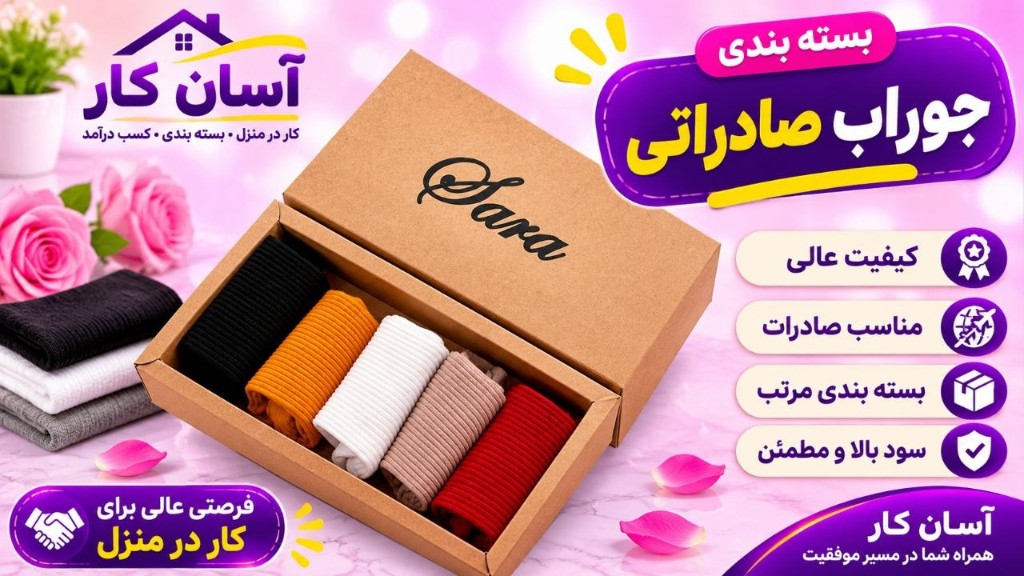 آسان کار
کار در منزل • بسته بندی • کسب درآمد
بسته بندی
جوراب صادراتی
Sara
کیفیت عالی
مناسب صادرات
بسته بندی مرتب
سود بالا و مطمئن
فرصتی عالی برای
کار در منزل
آسان کار
همراه شما در مسیر موفقیت